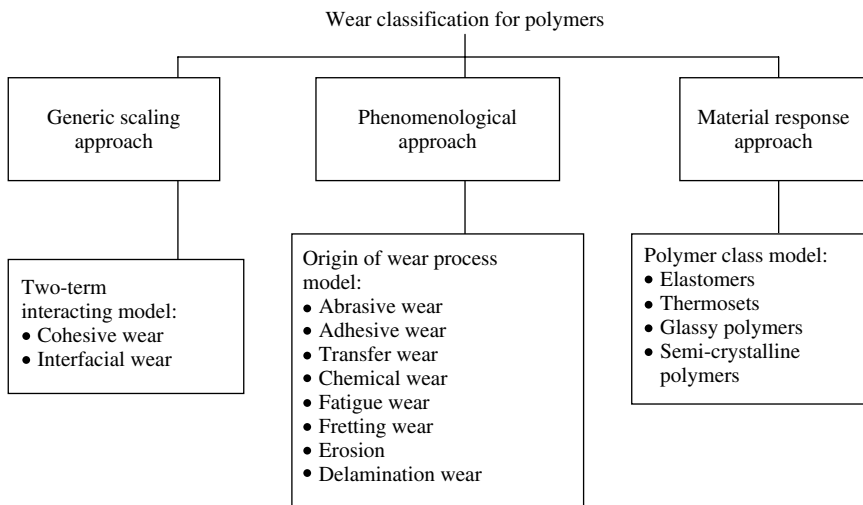 Wear classification for polymers
Generic scaling
approach
Phenomenological
approach
Material response
approach
Two-term
interacting model:
• Cohesive wear
• Interfacial wear
Origin of wear process
model:
• Abrasive wear
• Adhesive wear
• Transfer wear
• Chemical wear
• Fatigue wear
• Fretting wear
• Erosion
• Delamination wear
Polymer class model:
• Elastomers
• Thermosets
• Glassy polymers
• Semi-crystalline
polymers